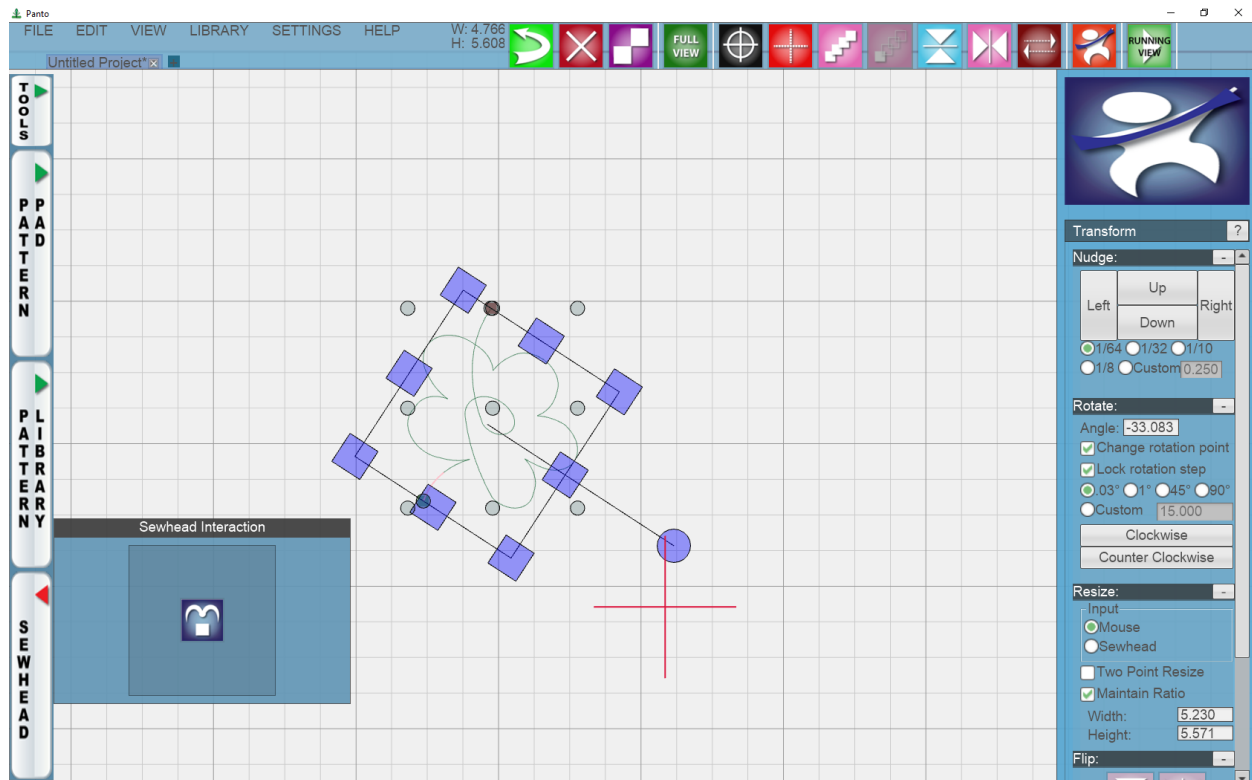 Panto
FILE EDIT VIEW LIBRARY SETTINGS HELP
W: 4.766
H: 5.608
FULL VIEW
RUNNING VIEW
Untitled Project*
TOOLS
PATTERN PAD
PATTERN LIBRARY
SEWHEAD
Sewhead Interaction
Transform ?
Nudge: -
Left Up Right
Down
1/64 1/32 1/10
1/8 Custom 0.250
Rotate: -
Angle: -33.083
Change rotation point
Lock rotation step
.03° 1° 45° 90°
Custom 15.000
Clockwise
Counter Clockwise
Resize: -
Input
Mouse
Sewhead
Two Point Resize
Maintain Ratio
Width: 5.230
Height: 5.571
Flip: -